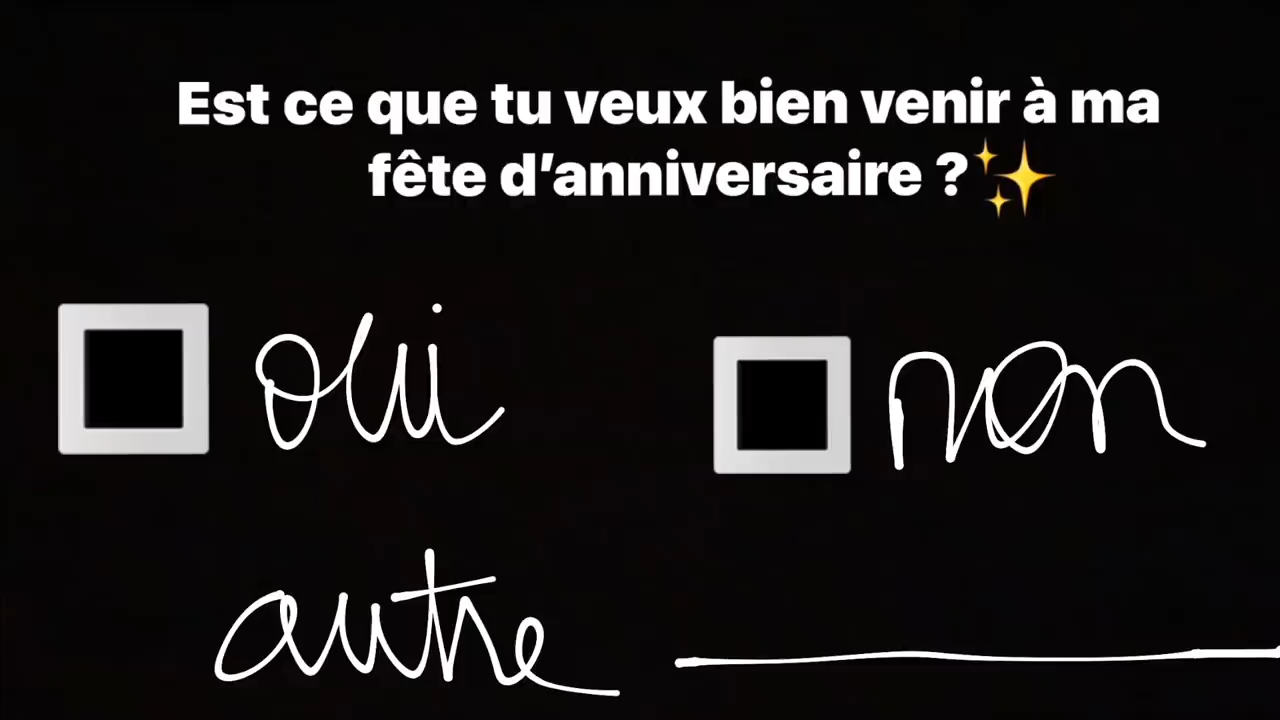 Est ce que tu veux bien venir à ma
fête d’anniversaire ?✨
oui non
autre